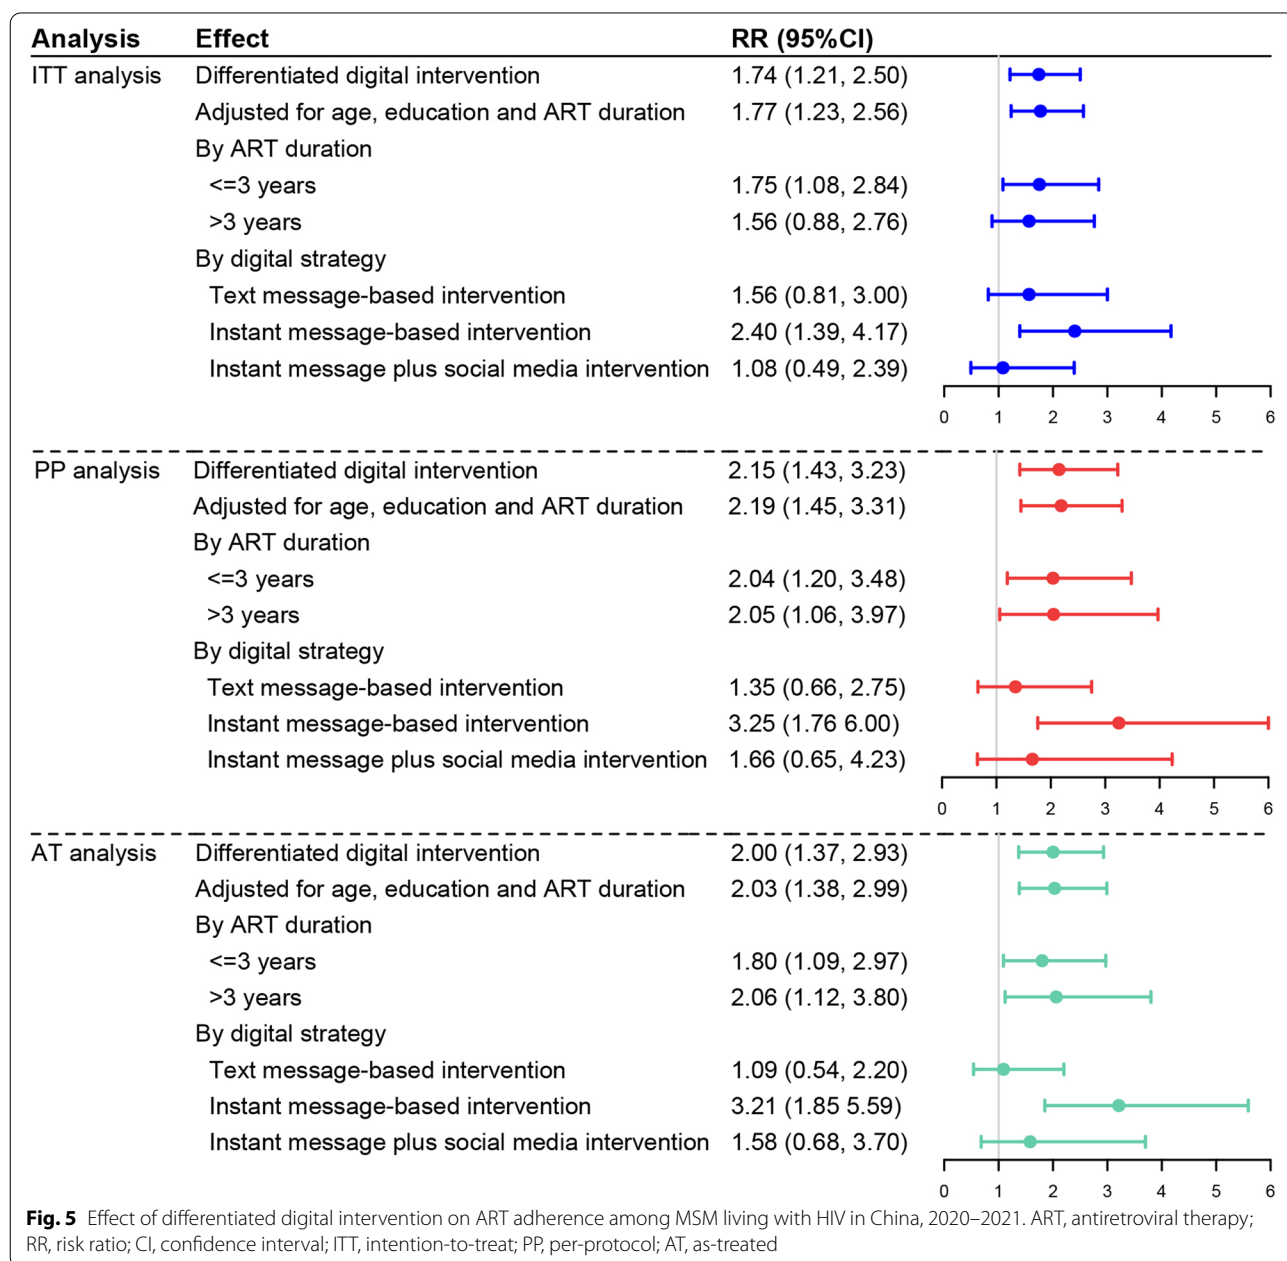 Analysis Effect RR (95%CI)
ITT analysis Differentiated digital intervention 1.74 (1.21, 2.50)
Adjusted for age, education and ART duration 1.77 (1.23, 2.56)
By ART duration
<=3 years 1.75 (1.08, 2.84)
>3 years 1.56 (0.88, 2.76)
By digital strategy
Text message-based intervention 1.56 (0.81, 3.00)
Instant message-based intervention 2.40 (1.39, 4.17)
Instant message plus social media intervention 1.08 (0.49, 2.39)
0 1 2 3 4 5 6
PP analysis Differentiated digital intervention 2.15 (1.43, 3.23)
Adjusted for age, education and ART duration 2.19 (1.45, 3.31)
By ART duration
<=3 years 2.04 (1.20, 3.48)
>3 years 2.05 (1.06, 3.97)
By digital strategy
Text message-based intervention 1.35 (0.66, 2.75)
Instant message-based intervention 3.25 (1.76 6.00)
Instant message plus social media intervention 1.66 (0.65, 4.23)
0 1 2 3 4 5 6
AT analysis Differentiated digital intervention 2.00 (1.37, 2.93)
Adjusted for age, education and ART duration 2.03 (1.38, 2.99)
By ART duration
<=3 years 1.80 (1.09, 2.97)
>3 years 2.06 (1.12, 3.80)
By digital strategy
Text message-based intervention 1.09 (0.54, 2.20)
Instant message-based intervention 3.21 (1.85 5.59)
Instant message plus social media intervention 1.58 (0.68, 3.70)
0 1 2 3 4 5 6
Fig. 5 Effect of differentiated digital intervention on ART adherence among MSM living with HIV in China, 2020–2021. ART, antiretroviral therapy;
RR, risk ratio; CI, confidence interval; ITT, intention-to-treat; PP, per-protocol; AT, as-treated